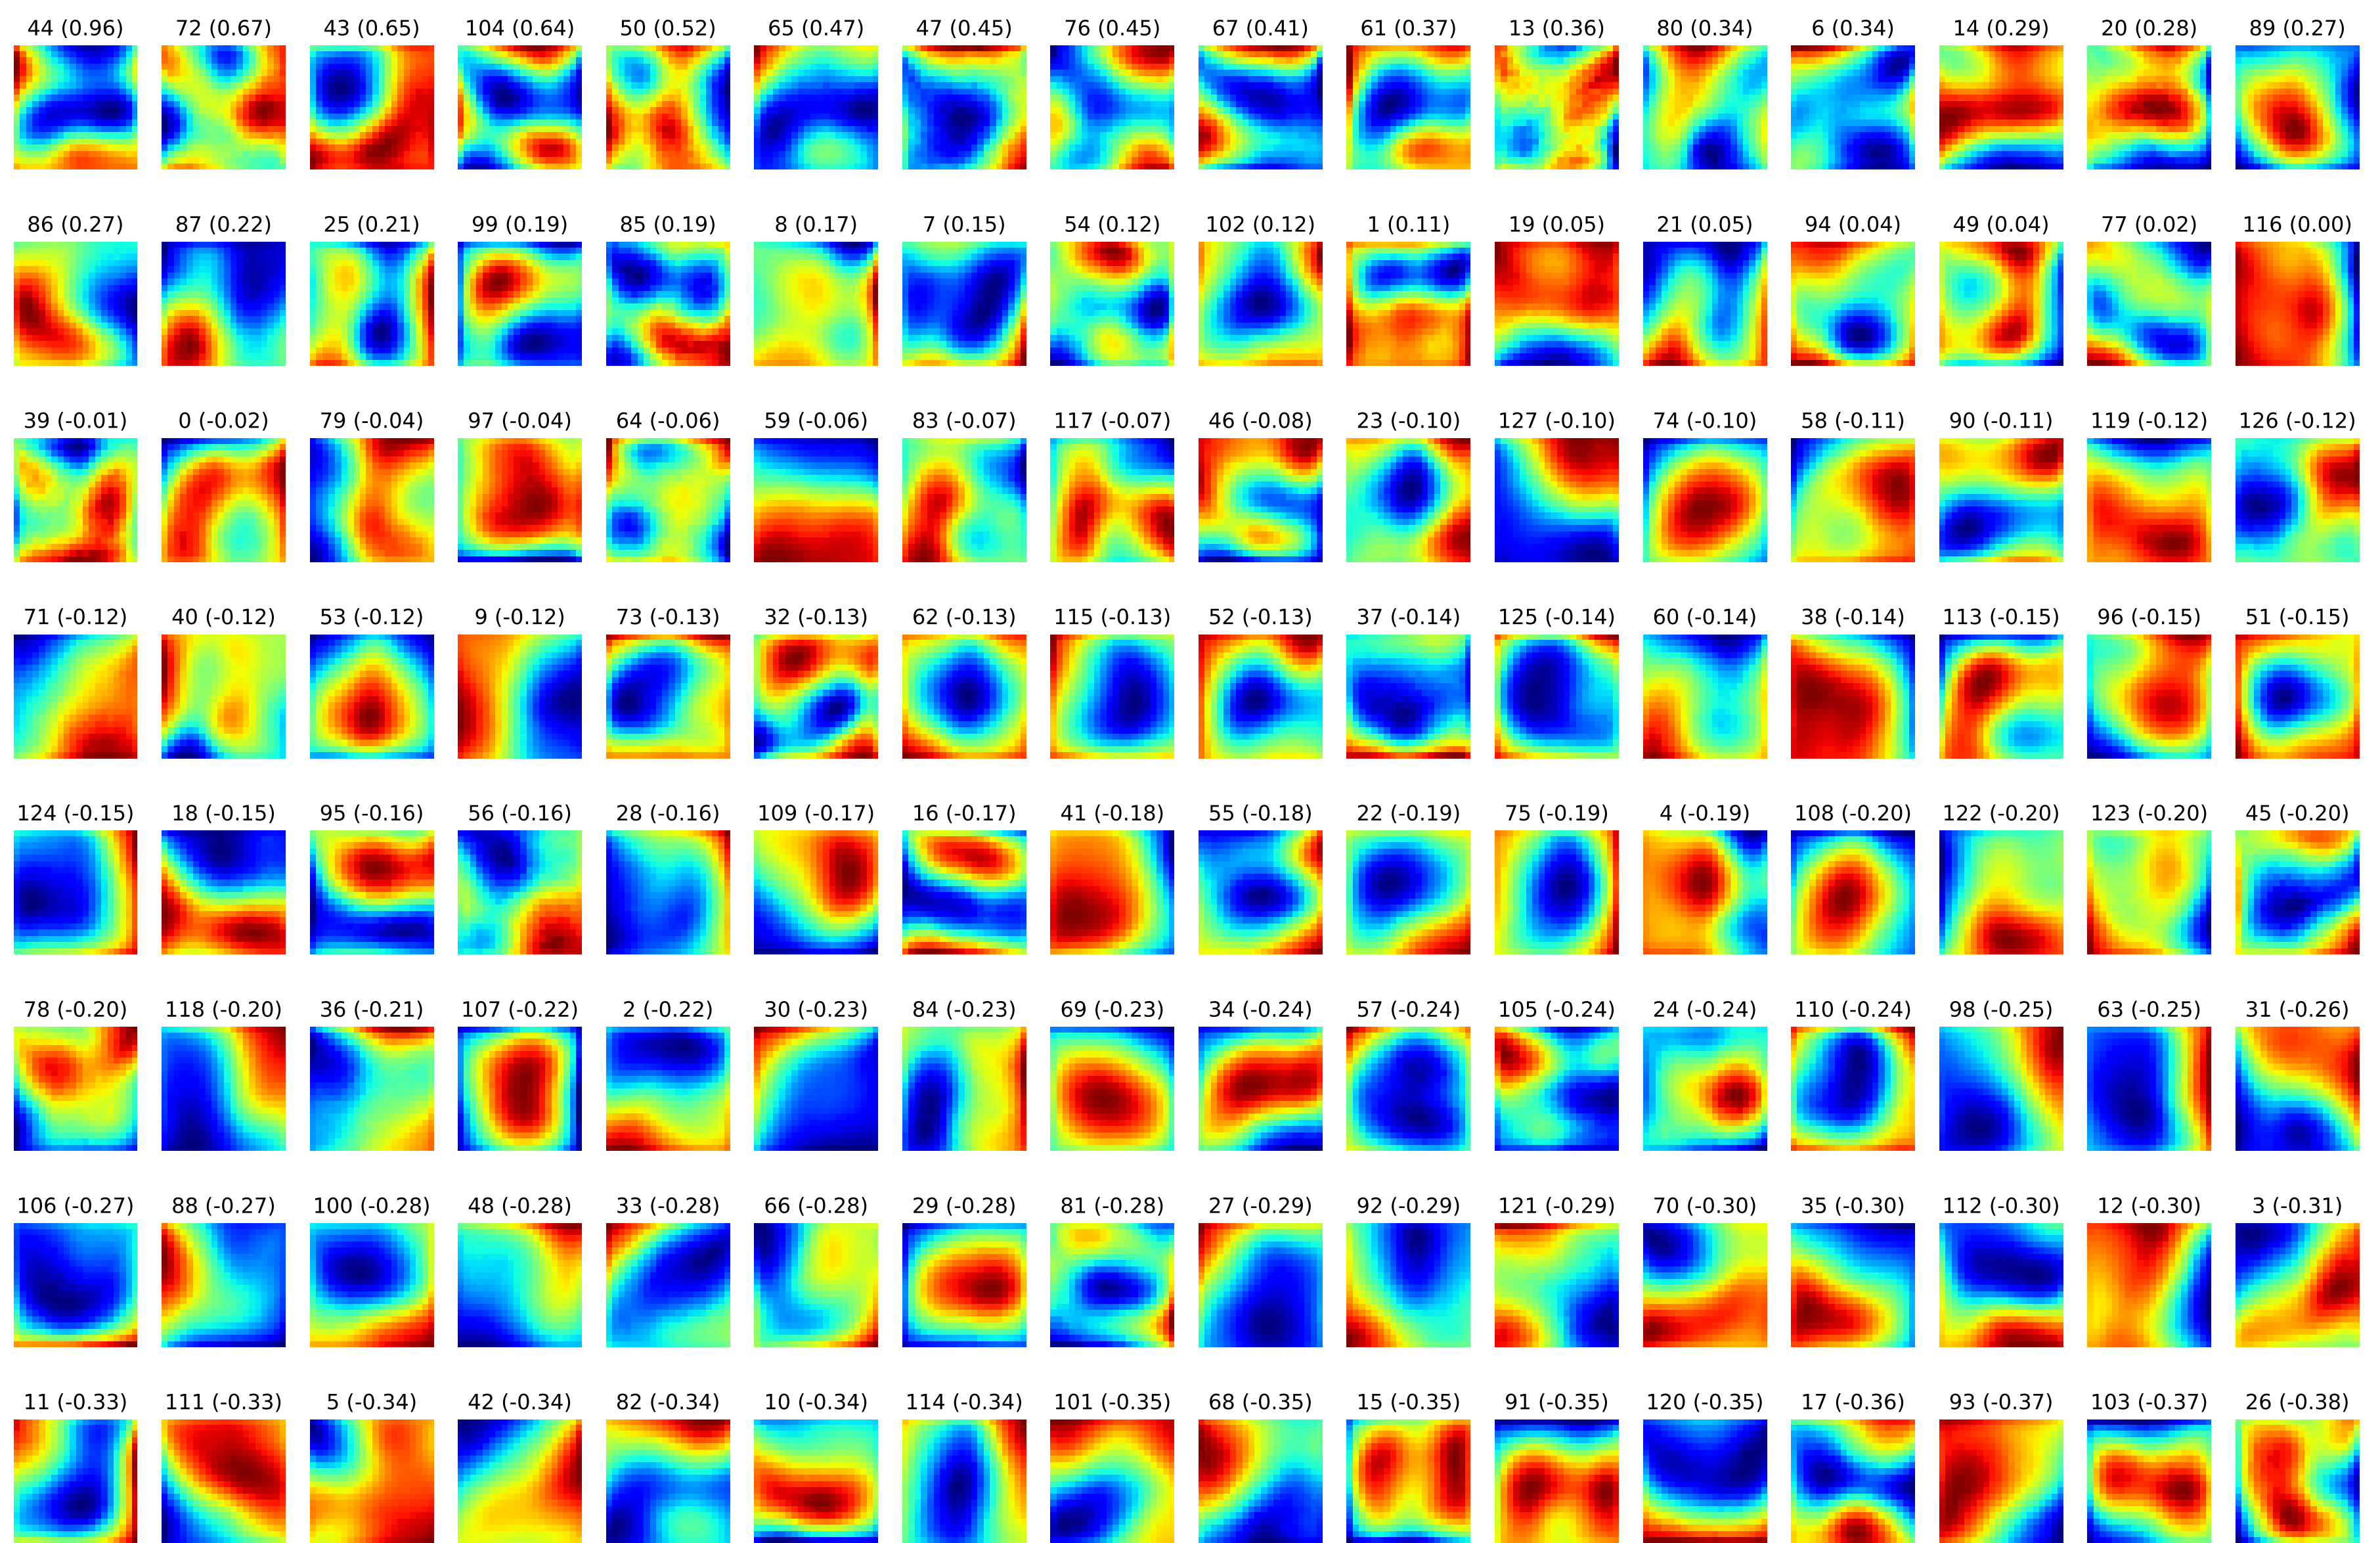 44 (0.96) 72 (0.67) 43 (0.65) 104 (0.64) 50 (0.52) 65 (0.47) 47 (0.45) 76 (0.45) 67 (0.41) 61 (0.37) 13 (0.36) 80 (0.34) 6 (0.34) 14 (0.29) 20 (0.28) 89 (0.27)
86 (0.27) 87 (0.22) 25 (0.21) 99 (0.19) 85 (0.19) 8 (0.17) 7 (0.15) 54 (0.12) 102 (0.12) 1 (0.11) 19 (0.05) 21 (0.05) 94 (0.04) 49 (0.04) 77 (0.02) 116 (0.00)
39 (-0.01) 0 (-0.02) 79 (-0.04) 97 (-0.04) 64 (-0.06) 59 (-0.06) 83 (-0.07) 117 (-0.07) 46 (-0.08) 23 (-0.10) 127 (-0.10) 74 (-0.10) 58 (-0.11) 90 (-0.11) 119 (-0.12) 126 (-0.12)
71 (-0.12) 40 (-0.12) 53 (-0.12) 9 (-0.12) 73 (-0.13) 32 (-0.13) 62 (-0.13) 115 (-0.13) 52 (-0.13) 37 (-0.14) 125 (-0.14) 60 (-0.14) 38 (-0.14) 113 (-0.15) 96 (-0.15) 51 (-0.15)
124 (-0.15) 18 (-0.15) 95 (-0.16) 56 (-0.16) 28 (-0.16) 109 (-0.17) 16 (-0.17) 41 (-0.18) 55 (-0.18) 22 (-0.19) 75 (-0.19) 4 (-0.19) 108 (-0.20) 122 (-0.20) 123 (-0.20) 45 (-0.20)
78 (-0.20) 118 (-0.20) 36 (-0.21) 107 (-0.22) 2 (-0.22) 30 (-0.23) 84 (-0.23) 69 (-0.23) 34 (-0.24) 57 (-0.24) 105 (-0.24) 24 (-0.24) 110 (-0.24) 98 (-0.25) 63 (-0.25) 31 (-0.26)
106 (-0.27) 88 (-0.27) 100 (-0.28) 48 (-0.28) 33 (-0.28) 66 (-0.28) 29 (-0.28) 81 (-0.28) 27 (-0.29) 92 (-0.29) 121 (-0.29) 70 (-0.30) 35 (-0.30) 112 (-0.30) 12 (-0.30) 3 (-0.31)
11 (-0.33) 111 (-0.33) 5 (-0.34) 42 (-0.34) 82 (-0.34) 10 (-0.34) 114 (-0.34) 101 (-0.35) 68 (-0.35) 15 (-0.35) 91 (-0.35) 120 (-0.35) 17 (-0.36) 93 (-0.37) 103 (-0.37) 26 (-0.38)